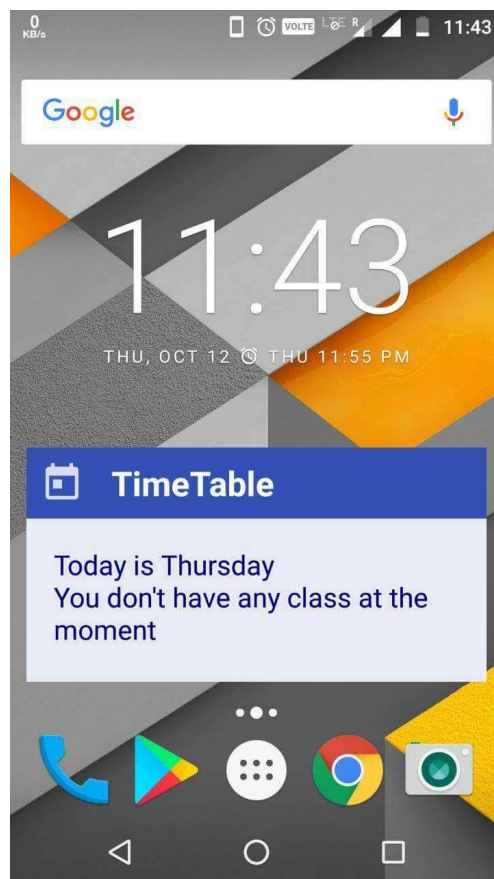 0
KB/s
VOLTE LTE R 11:43
Google
11:43
THU, OCT 12 THU 11:55 PM
TimeTable
Today is Thursday
You don't have any class at the
moment